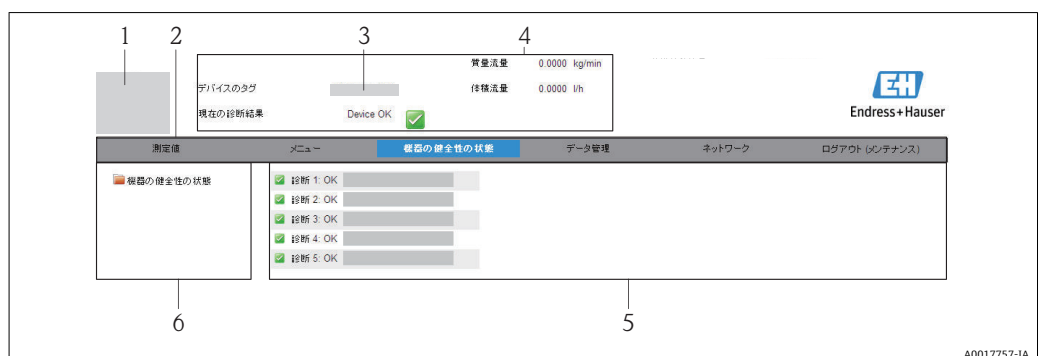 1 2 3 4
質量流量 0.0000 kg/min
デバイスのタグ 体積流量 0.0000 l/h
現在の診断結果 Device OK
Endress+Hauser
測定値 メニュー 機器の健全性の状態 データ管理 ネットワーク ログアウト (メンテナンス)
機器の健全性の状態
診断 1: OK
診断 2: OK
診断 3: OK
診断 4: OK
診断 5: OK
6 5
A0017757-JA